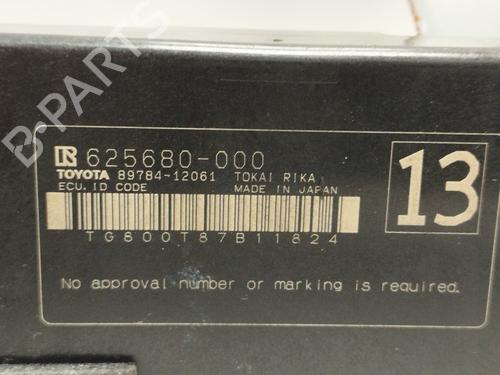 625680-000
TOYOTA 89784-12061 TOKAI RIKA
ECU. ID CODE MADE IN JAPAN
13
TG800T87B11824
No approval number or marking is required.
B-PARTS